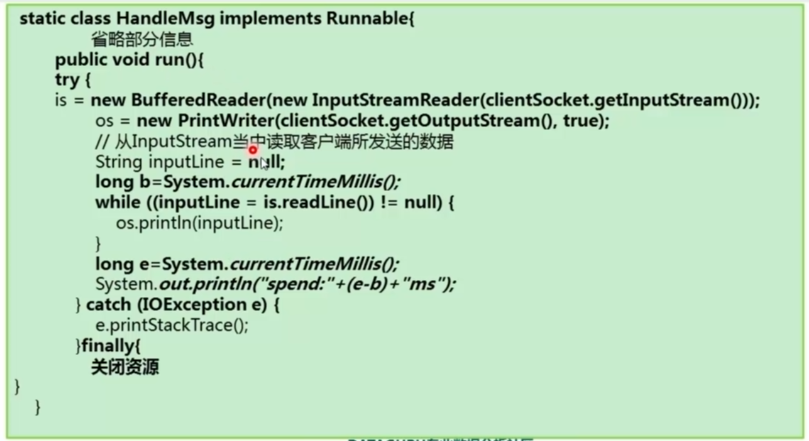 static class HandleMsg implements Runnable{
省略部分信息
public void run(){
try {
is = new BufferedReader(new InputStreamReader(clientSocket.getInputStream()));
os = new PrintWriter(clientSocket.getOutputStream(), true);
// 从InputStream当中读取客户端所发送的数据
String inputLine = null;
long b=System.currentTimeMillis();
while ((inputLine = is.readLine()) != null) {
os.println(inputLine);
}
long e=System.currentTimeMillis();
System.out.println("spend:"+(e-b)+"ms");
} catch (IOException e) {
e.printStackTrace();
}finally{
关闭资源
}
}